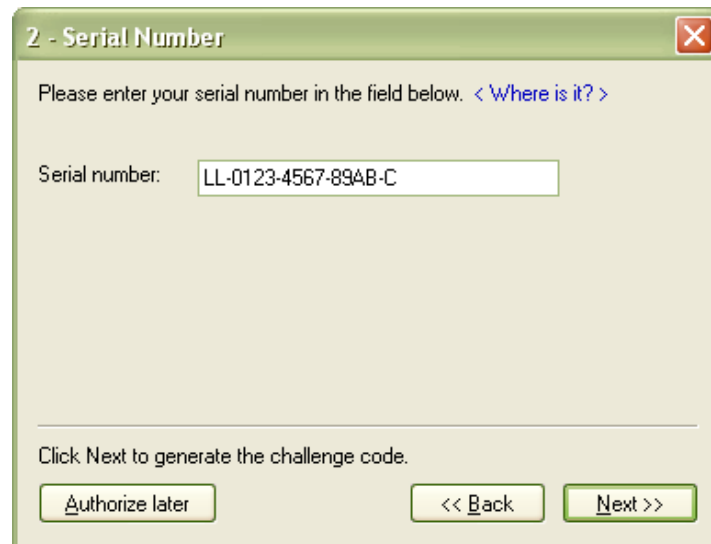 2 - Serial Number
Please enter your serial number in the field below. < Where is it? >
Serial number: LL-0123-4567-89AB-C
Click Next to generate the challenge code.
Authorize later << Back Next >>